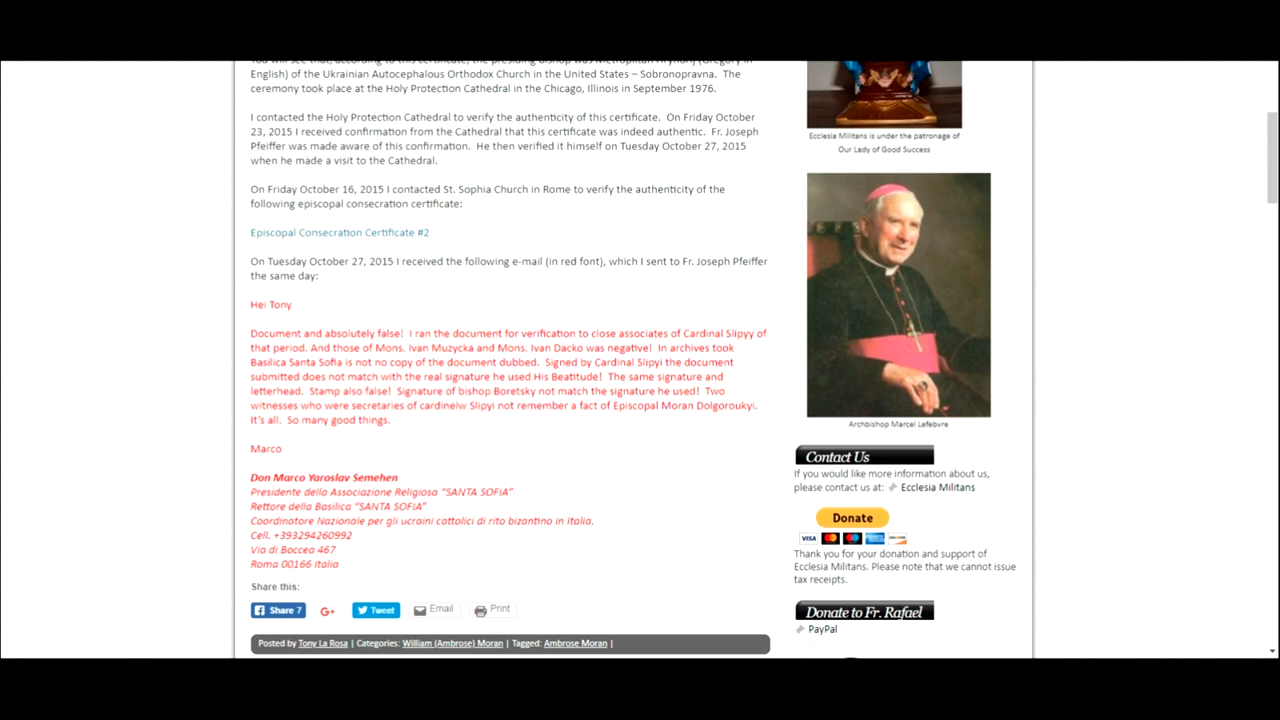 You will see that, according to this certificate, the presiding bishop was Metropolitan Hryhorij (Gregory in
English) of the Ukrainian Autocephalous Orthodox Church in the United States – Sobronopravna. The
ceremony took place at the Holy Protection Cathedral in the Chicago, Illinois in September 1976.
I contacted the Holy Protection Cathedral to verify the authenticity of this certificate. On Friday October
23, 2015 I received confirmation from the Cathedral that this certificate was indeed authentic. Fr. Joseph
Pfeiffer was made aware of this confirmation. He then verified it himself on Tuesday October 27, 2015
when he made a visit to the Cathedral.
On Friday October 16, 2015 I contacted St. Sophia Church in Rome to verify the authenticity of the
following episcopal consecration certificate:
Episcopal Consecration Certificate #2
On Tuesday October 27, 2015 I received the following e-mail (in red font), which I sent to Fr. Joseph Pfeiffer
the same day:
Hei Tony
Document and absolutely false! I ran the document for verification to close associates of Cardinal Slipyy of
that period. And those of Mons. Ivan Muzycka and Mons. Ivan Dacko was negative! In archives took
Basilica Santa Sofia is not no copy of the document dubbed. Signed by Cardinal Slipyi the document
submitted does not match with the real signature he used His Beatitude! The same signature and
letterhead. Stamp also false! Signature of bishop Boretsky not match the signature he used! Two
witnesses who were secretaries of cardinelw Slipyi not remember a fact of Episcopal Moran Dolgoroukyi.
It's all. So many good things.
Marco
Don Marco Yaroslav Semehen
Presidente della Associazione Religiosa "SANTA SOFIA"
Rettore della Basilica "SANTA SOFIA"
Coordinatore Nazionale per gli ucraini cattolici di rito bizantino in Italia.
Cell. +393294260992
Via di Boccea 467
Roma 00166 Italia
Share this:
Share 7
G+
Tweet
Email
Print
Posted by Tony La Rosa | Categories: William (Ambrose) Moran | Tagged: Ambrose Moran |
Ecclesia Militans is under the patronage of
Our Lady of Good Success
Archbishop Marcel Lefebvre
Contact Us
If you would like more information about us,
please contact us at: Ecclesia Militans
Donate
VISA
Thank you for your donation and support of
Ecclesia Militans. Please note that we cannot issue
tax receipts.
Donate to Fr. Rafael
PayPal